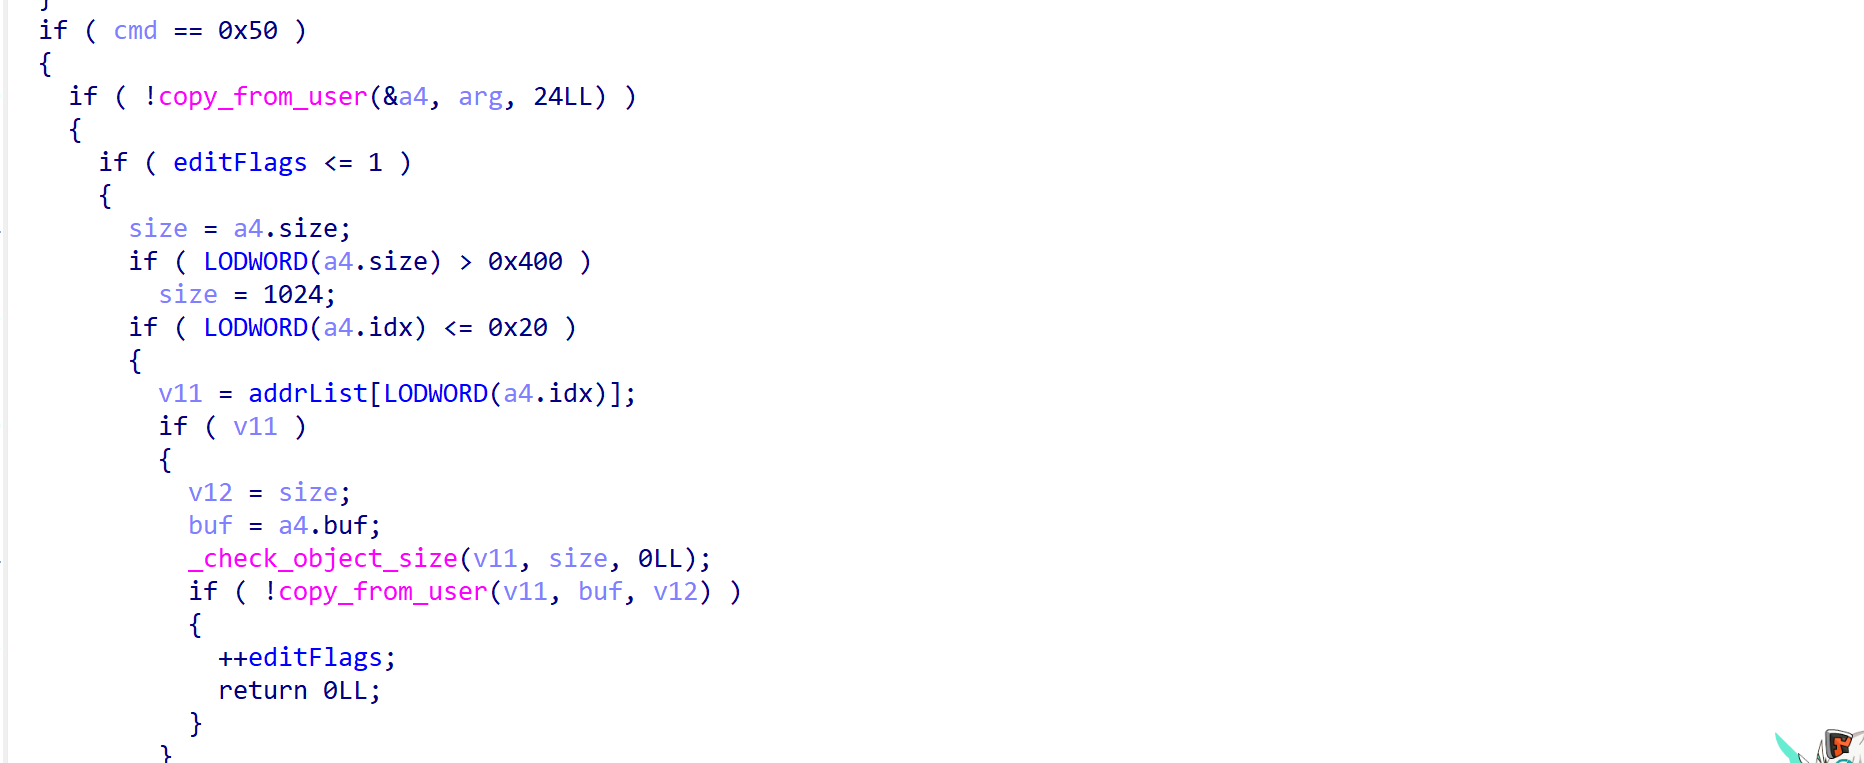 }
if ( cmd == 0x50 )
{
if ( !copy_from_user(&a4, arg, 24LL) )
{
if ( editFlags <= 1 )
{
size = a4.size;
if ( LODWORD(a4.size) > 0x400 )
size = 1024;
if ( LODWORD(a4.idx) <= 0x20 )
{
v11 = addrList[LODWORD(a4.idx)];
if ( v11 )
{
v12 = size;
buf = a4.buf;
_check_object_size(v11, size, 0LL);
if ( !copy_from_user(v11, buf, v12) )
{
++editFlags;
return 0LL;
}
}